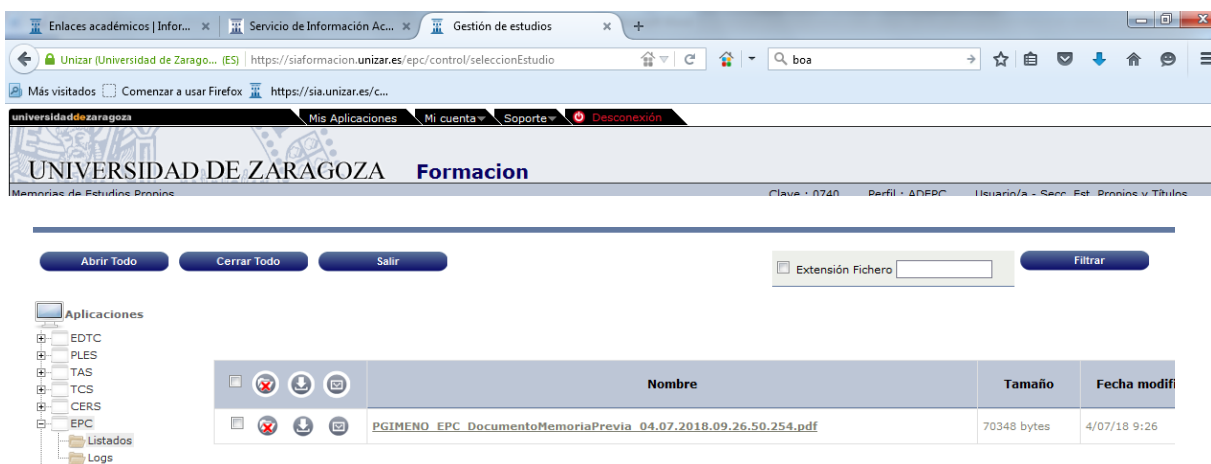 Enlaces académicos | Infor... Servicio de Información Ac... Gestión de estudios
Unizar (Universidad de Zarago... (ES) https://siaformacion.unizar.es/epc/control/seleccionEstudio boa
Más visitados Comenzar a usar Firefox https://sia.unizar.es/c...
universidaddezaragoza Mis Aplicaciones Mi cuenta Soporte Desconexión
UNIVERSIDAD DE ZARAGOZA Formacion
Memorias de Estudios Propios Clave : 0740 Perfil : ADEPC Usuario/a - Secc. Est. Propios y Títulos
Abrir Todo Cerrar Todo Salir Extensión Fichero Filtrar
Aplicaciones
EDTC
PLES
TAS
TCS
CERS
EPC
Listados
Logs
Nombre Tamaño Fecha modifi
PGIMENO_EPC_DocumentoMemoriaPrevia_04.07.2018.09.26.50.254.pdf 70348 bytes 4/07/18 9:26